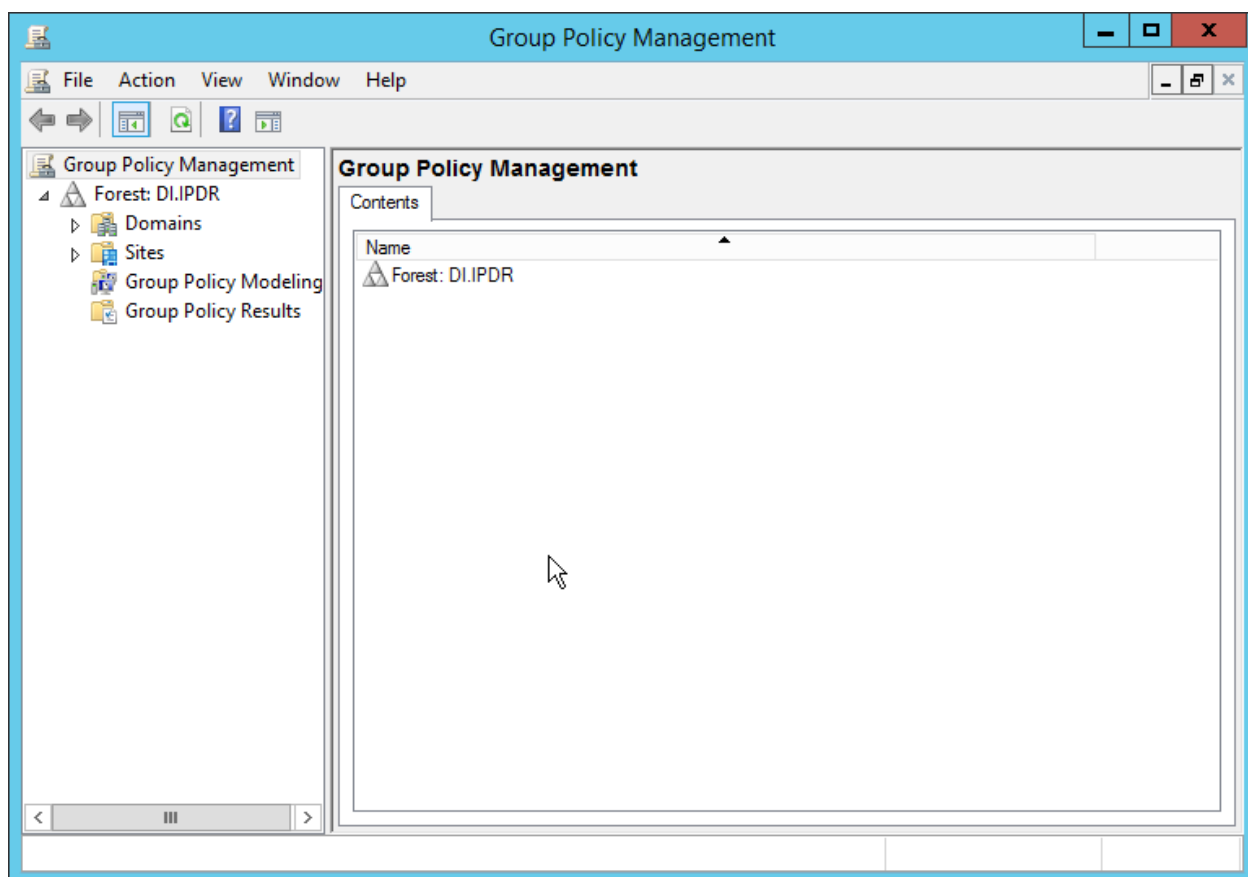 Group Policy Management
File Action View Window Help
Group Policy Management
Forest: DI.IPDR
Domains
Sites
Group Policy Modeling
Group Policy Results
Group Policy Management
Contents
Name
Forest: DI.IPDR